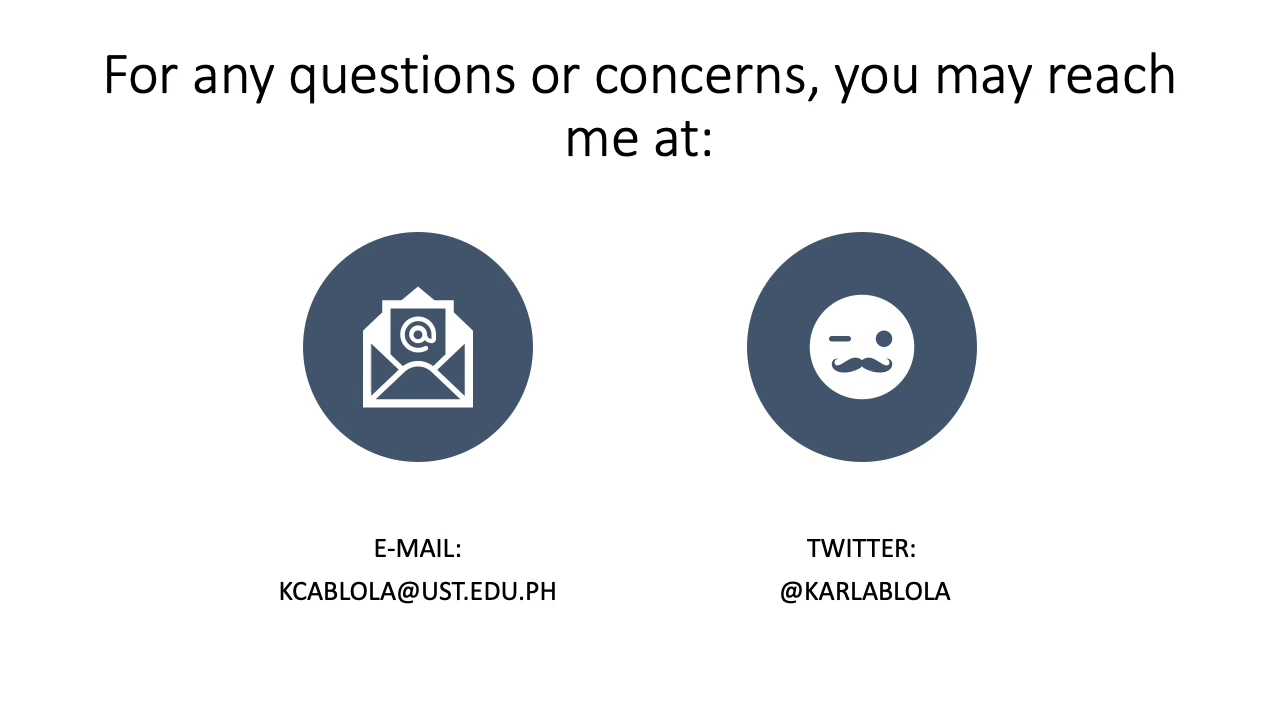 For any questions or concerns, you may reach
me at:
E-MAIL:
KCABLOLA@UST.EDU.PH
TWITTER:
@KARLABLOLA